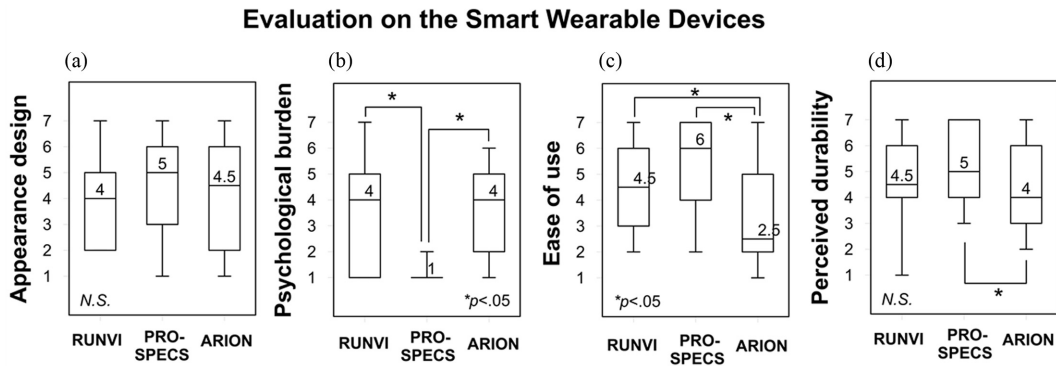 Evaluation on the Smart Wearable Devices
(a)
Appearance design
7
6
5
4
3
2
1
4
5
4.5
N.S.
RUNVI
PRO-
SPECS
ARION
(b)
Psychological burden
7
6
5
4
3
2
1
*
*
4
1
4
*p<.05
RUNVI
PRO-
SPECS
ARION
(c)
Ease of use
7
6
5
4
3
2
1
*
*
4.5
6
2.5
*p<.05
RUNVI
PRO-
SPECS
ARION
(d)
Perceived durability
7
6
5
4
3
2
1
4.5
5
4
*
N.S.
RUNVI
PRO-
SPECS
ARION